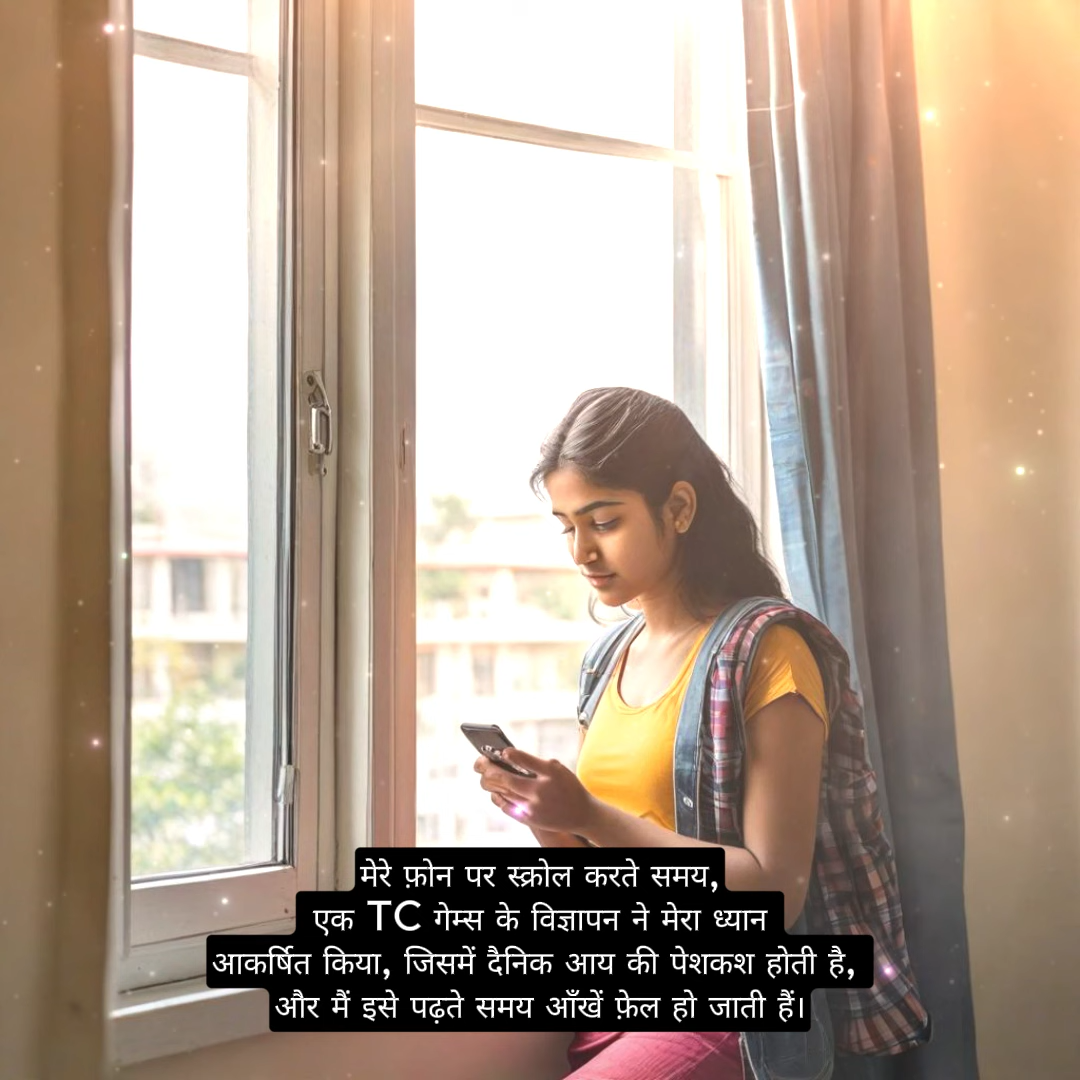 मेरे फ़ोन पर स्क्रोल करते समय,
एक TC गेम्स के विज्ञापन ने मेरा ध्यान
आकर्षित किया, जिसमें दैनिक आय की पेशकश होती है,
और मैं इसे पढ़ते समय आँखें फ़ेल हो जाती हैं।